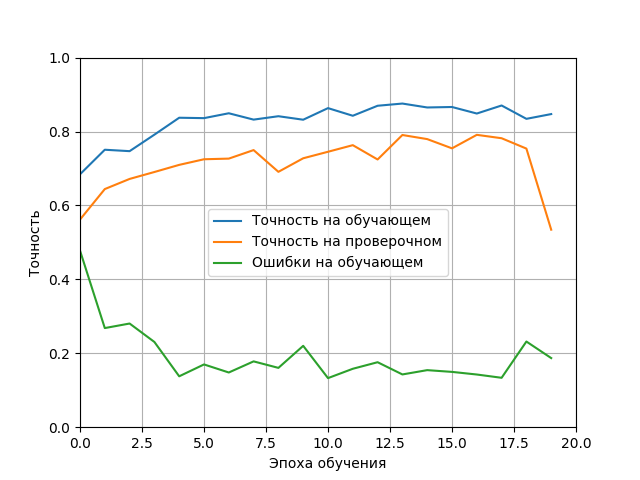 1.0
0.8
0.6
0.4
0.2
0.0
Точность
Точность на обучающем
Точность на проверочном
Ошибки на обучающем
0.0 2.5 5.0 7.5 10.0 12.5 15.0 17.5 20.0
Эпоха обучения